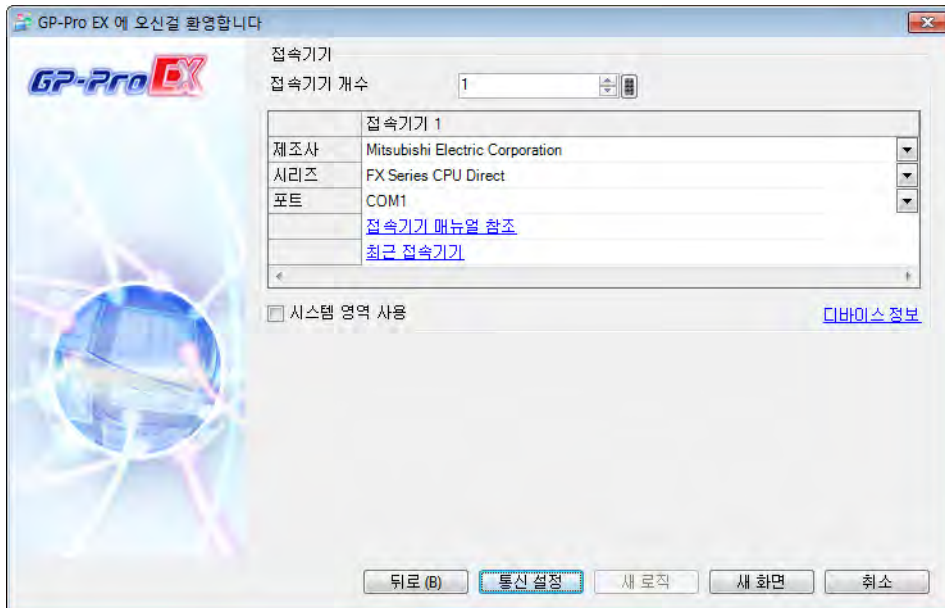 GP-Pro EX 에 오신걸 환영합니다
GP-Pro EX
접속기기
접속기기 개수 1
접속기기 1
제조사 Mitsubishi Electric Corporation
시리즈 FX Series CPU Direct
포트 COM1
접속기기 매뉴얼 참조
최근 접속기기
시스템 영역 사용 디바이스 정보
뒤로 (B) 통신 설정 새 로직 새 화면 취소